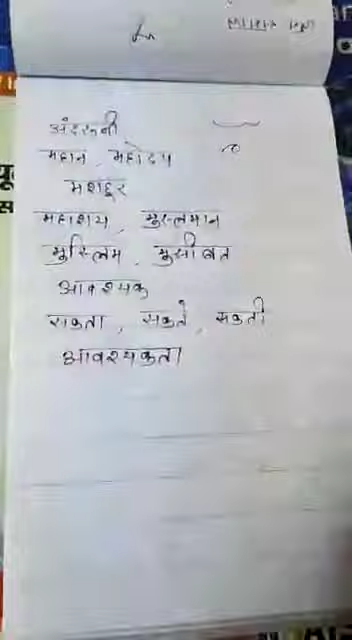 अंदरूनी
महान, महोदय
मशहूर
महाशय, मुसलमान
मुस्लिम, मुसीबत
आवश्यक
सकता, सकते, सकती
आवश्यकता